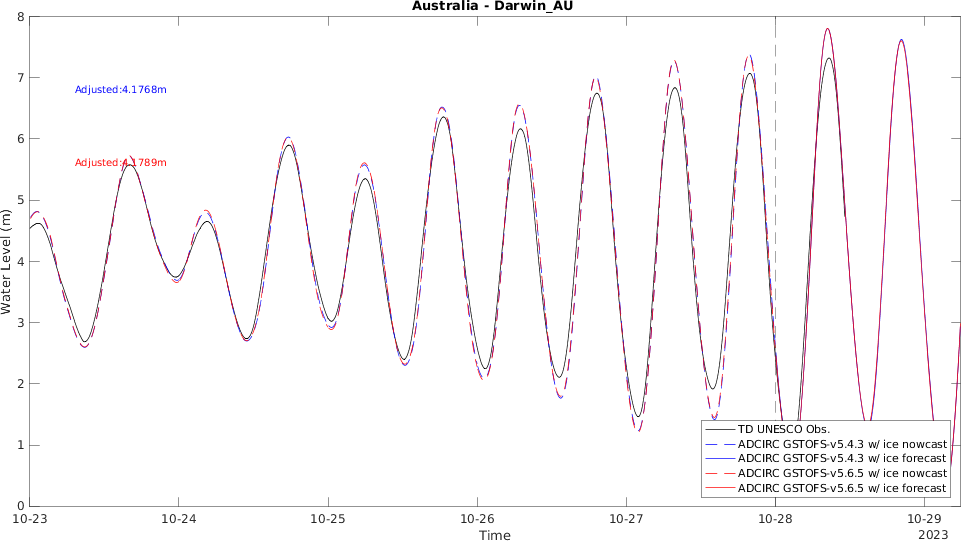 Australia - Darwin_AU
8
7
6
5
4
3
2
1
0
Water Level (m)
Adjusted:4.1768m
Adjusted:4.1789m
TD UNESCO Obs.
ADCIRC GSTOFS-v5.4.3 w/ ice nowcast
ADCIRC GSTOFS-v5.4.3 w/ ice forecast
ADCIRC GSTOFS-v5.6.5 w/ ice nowcast
ADCIRC GSTOFS-v5.6.5 w/ ice forecast
10-23 10-24 10-25 10-26 10-27 10-28 10-29
Time
2023